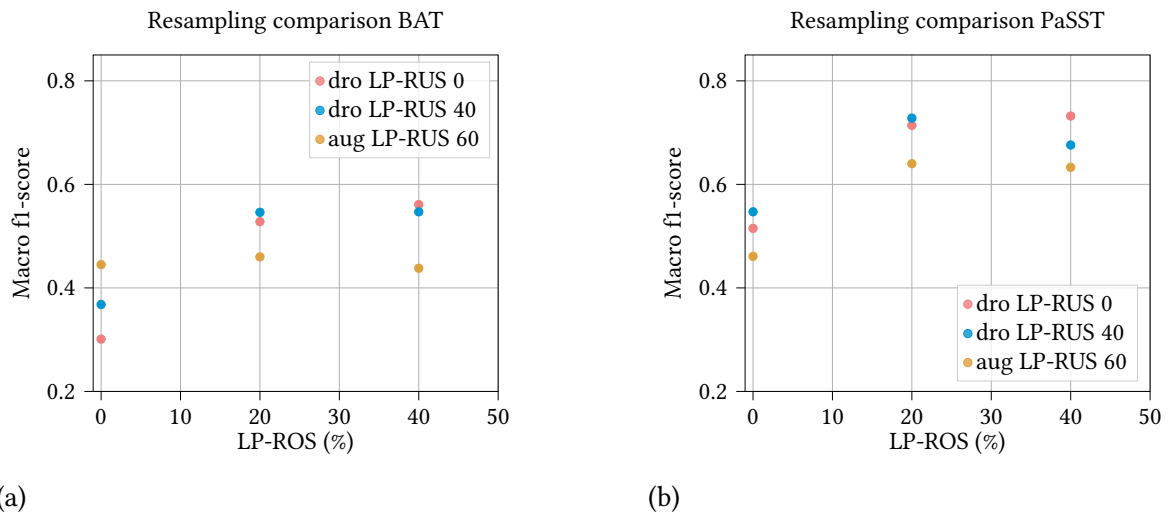 Resampling comparison BAT
0.8
0.6
0.4
0.2
Macro f1-score
dro LP-RUS 0
dro LP-RUS 40
aug LP-RUS 60
0 10 20 30 40 50
LP-ROS (%)
(a)
Resampling comparison PaSST
0.8
0.6
0.4
0.2
Macro f1-score
dro LP-RUS 0
dro LP-RUS 40
aug LP-RUS 60
0 10 20 30 40 50
LP-ROS (%)
(b)